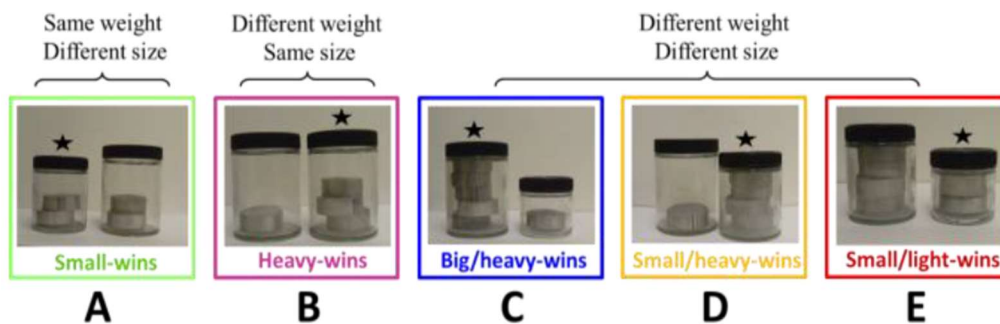 Same weight
Different size
Different weight
Same size
Different weight
Different size
Small-wins
Heavy-wins
Big/heavy-wins
Small/heavy-wins
Small/light-wins
A
B
C
D
E